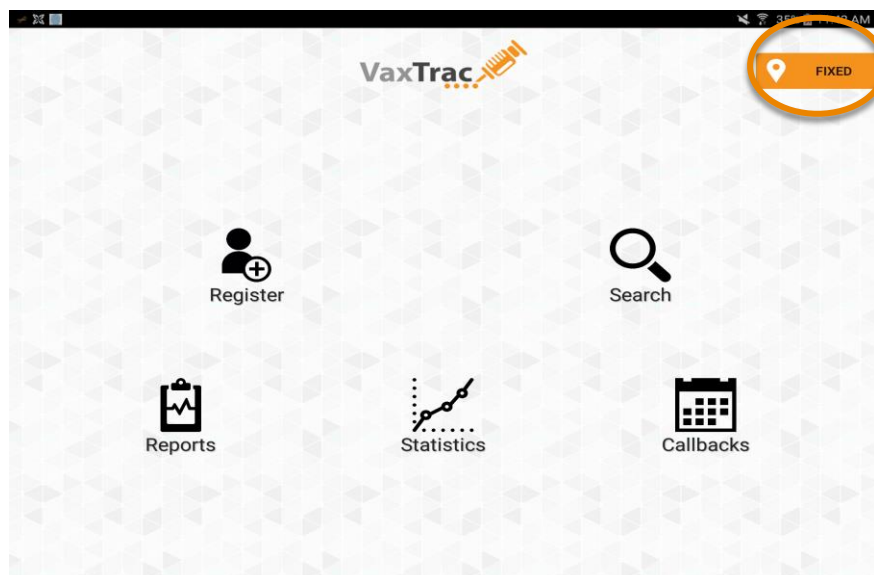 VaxTrac
FIXED
Register
Search
Reports
Statistics
Callbacks